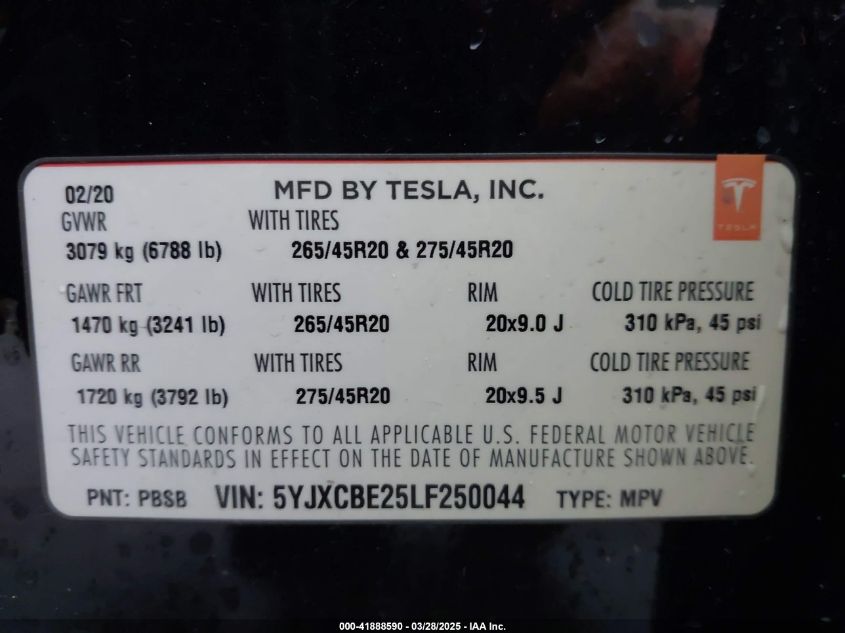 02/20 MFD BY TESLA, INC.
TESLA
GVWR WITH TIRES
3079 kg (6788 lb) 265/45R20 & 275/45R20
GAWR FRT WITH TIRES RIM COLD TIRE PRESSURE
1470 kg (3241 lb) 265/45R20 20x9.0 J 310 kPa, 45 psi
GAWR RR WITH TIRES RIM COLD TIRE PRESSURE
1720 kg (3792 lb) 275/45R20 20x9.5 J 310 kPa, 45 psi
THIS VEHICLE CONFORMS TO ALL APPLICABLE U.S. FEDERAL MOTOR VEHICLE
SAFETY STANDARDS IN EFFECT ON THE DATE OF MANUFACTURE SHOWN ABOVE.
PNT: PBSB VIN: 5YJXCBE25LF250044 TYPE: MPV
000-41888590 - 03/28/2025 - IAA Inc.